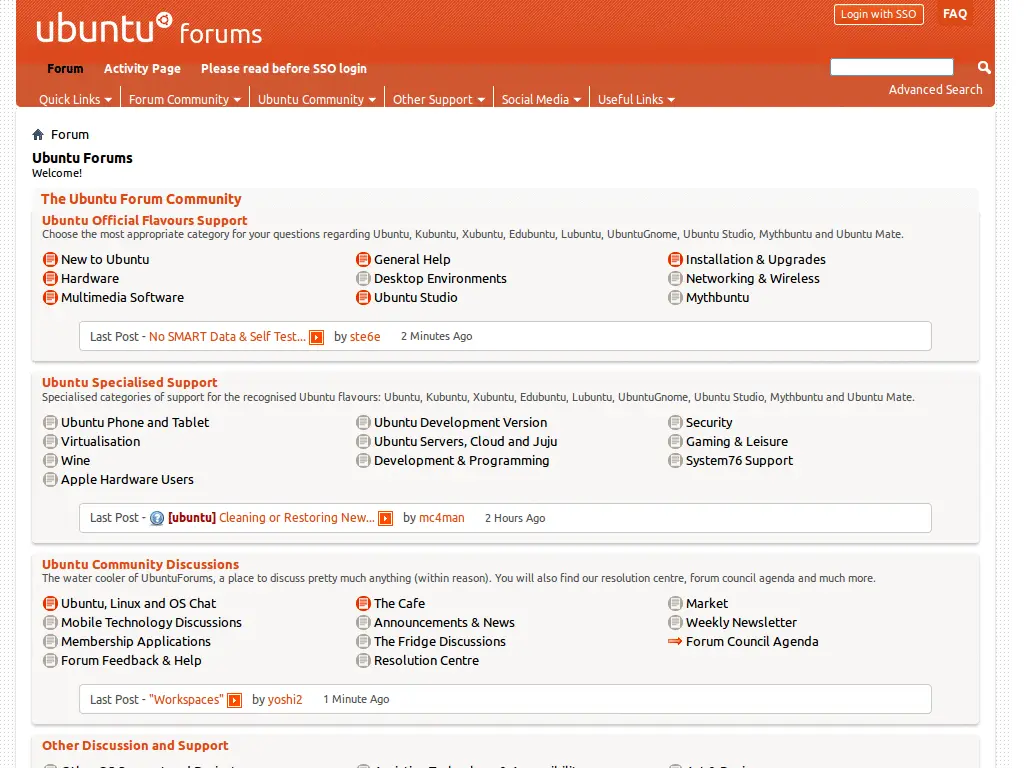 ubuntu forums
Login with SSO FAQ
Forum Activity Page Please read before SSO login
Quick Links Forum Community Ubuntu Community Other Support Social Media Useful Links Advanced Search
Forum
Ubuntu Forums
Welcome!
The Ubuntu Forum Community
Ubuntu Official Flavours Support
Choose the most appropriate category for your questions regarding Ubuntu, Kubuntu, Xubuntu, Edubuntu, Lubuntu, UbuntuGnome, Ubuntu Studio, Mythbuntu and Ubuntu Mate.
New to Ubuntu General Help Installation & Upgrades
Hardware Desktop Environments Networking & Wireless
Multimedia Software Ubuntu Studio Mythbuntu
Last Post - No SMART Data & Self Test... by ste6e 2 Minutes Ago
Ubuntu Specialised Support
Specialised categories of support for the recognised Ubuntu flavours: Ubuntu, Kubuntu, Xubuntu, Edubuntu, Lubuntu, UbuntuGnome, Ubuntu Studio, Mythbuntu and Ubuntu Mate.
Ubuntu Phone and Tablet Ubuntu Development Version Security
Virtualisation Ubuntu Servers, Cloud and Juju Gaming & Leisure
Wine Development & Programming System76 Support
Apple Hardware Users
Last Post - [ubuntu] Cleaning or Restoring New... by mc4man 2 Hours Ago
Ubuntu Community Discussions
The water cooler of UbuntuForums, a place to discuss pretty much anything (within reason). You will also find our resolution centre, forum council agenda and much more.
Ubuntu, Linux and OS Chat The Cafe Market
Mobile Technology Discussions Announcements & News Weekly Newsletter
Membership Applications The Fridge Discussions Forum Council Agenda
Forum Feedback & Help Resolution Centre
Last Post - "Workspaces" by yoshi2 1 Minute Ago
Other Discussion and Support